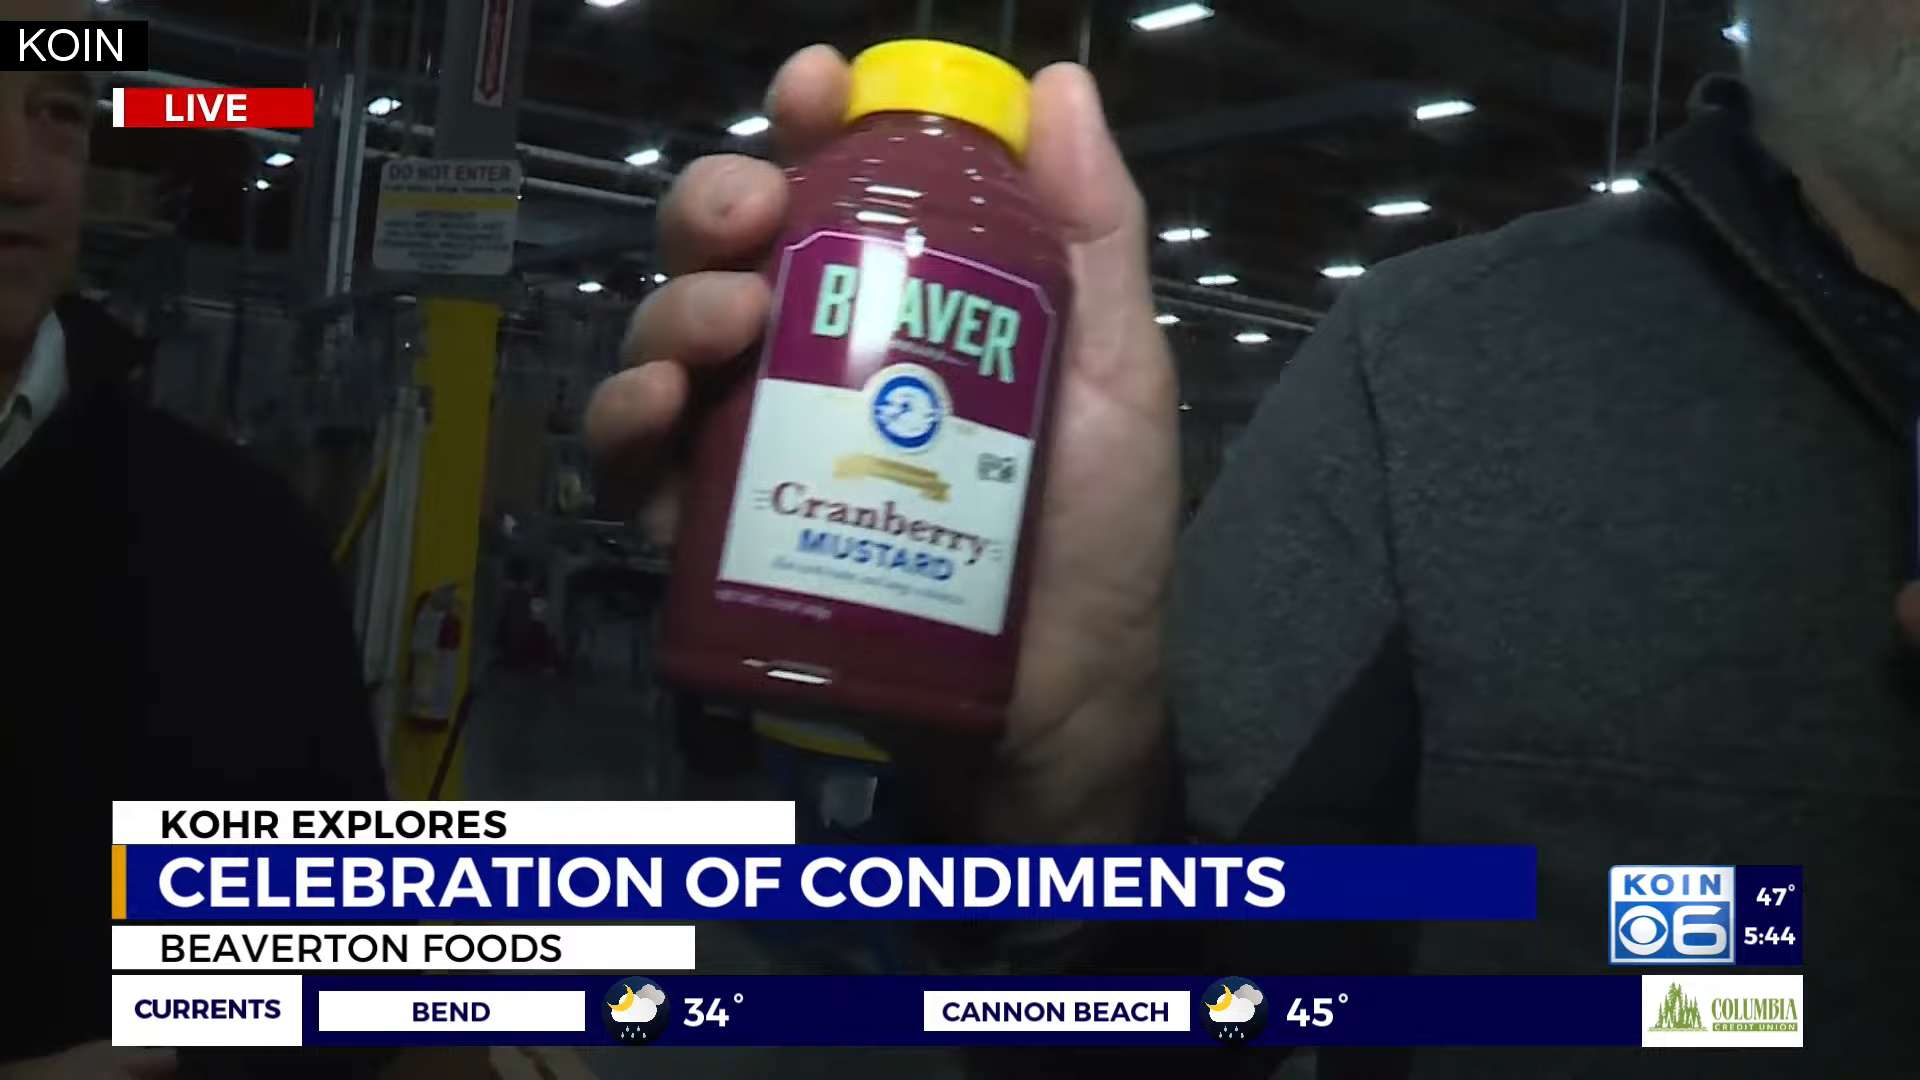 KOIN
LIVE
DO NOT ENTER
BEAVER
Cranberry
MUSTARD
KOHR EXPLORES
CELEBRATION OF CONDIMENTS
BEAVERTON FOODS
KOIN
6
47°
5:44
CURRENTS
BEND
34°
CANNON BEACH
45°
COLUMBIA
CREDIT UNION